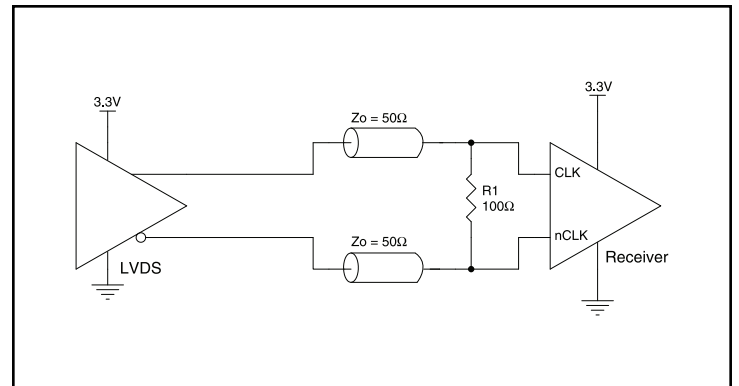 3.3V
3.3V
Zo = 50Ω
CLK
R1
100Ω
Zo = 50Ω
nCLK
LVDS
Receiver